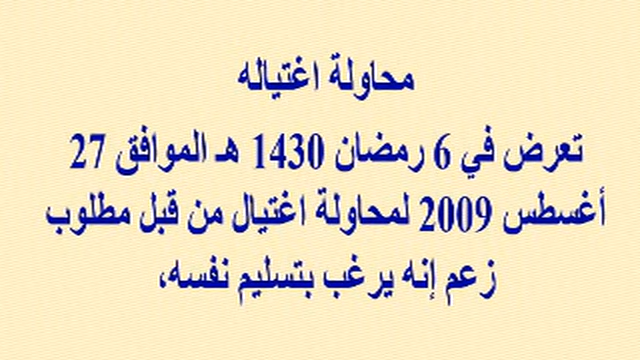 محاولة اغتياله
تعرض في 6 رمضان 1430 هـ الموافق 27
أغسطس 2009 لمحاولة اغتيال من قبل مطلوب
زعم إنه يرغب بتسليم نفسه،